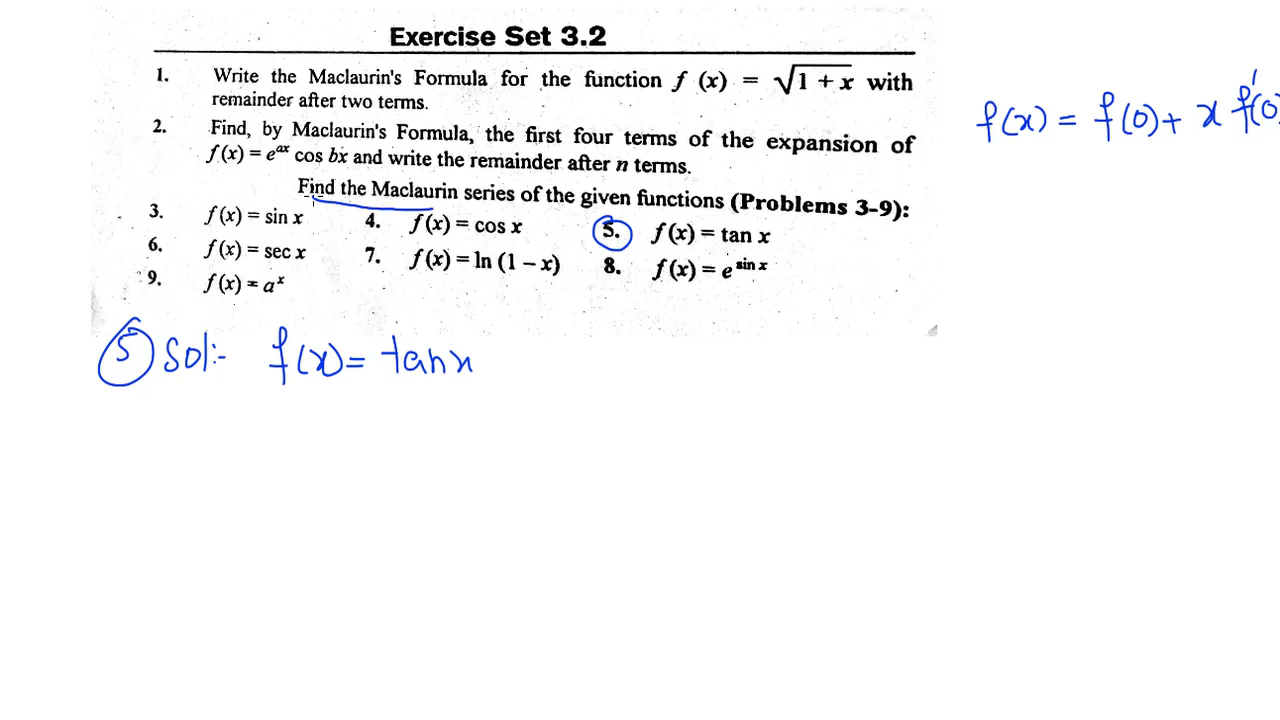 Exercise Set 3.2
1. Write the Maclaurin's Formula for the function f (x) = √1 + x with
remainder after two terms.
2. Find, by Maclaurin's Formula, the first four terms of the expansion of
f(x) = e^ax cos bx and write the remainder after n terms.
Find the Maclaurin series of the given functions (Problems 3-9):
3. f(x) = sin x 4. f(x) = cos x 5. f(x) = tan x
6. f(x) = sec x 7. f(x) = ln (1 – x) 8. f(x) = e^sin x
9. f(x) = a^x
f(x) = f(0) + x f'(0)
5 Sol:- f(x) = tan x